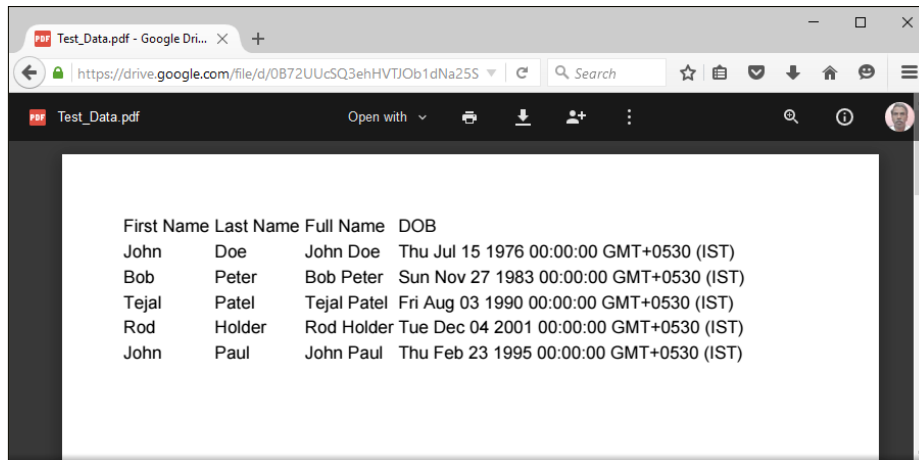 PDF Test_Data.pdf - Google Dri...
https://drive.google.com/file/d/0B72UUcSQ3ehHVTJOb1dNa25S Search
PDF Test_Data.pdf Open with
First Name Last Name Full Name DOB
John Doe John Doe Thu Jul 15 1976 00:00:00 GMT+0530 (IST)
Bob Peter Bob Peter Sun Nov 27 1983 00:00:00 GMT+0530 (IST)
Tejal Patel Tejal Patel Fri Aug 03 1990 00:00:00 GMT+0530 (IST)
Rod Holder Rod Holder Tue Dec 04 2001 00:00:00 GMT+0530 (IST)
John Paul John Paul Thu Feb 23 1995 00:00:00 GMT+0530 (IST)